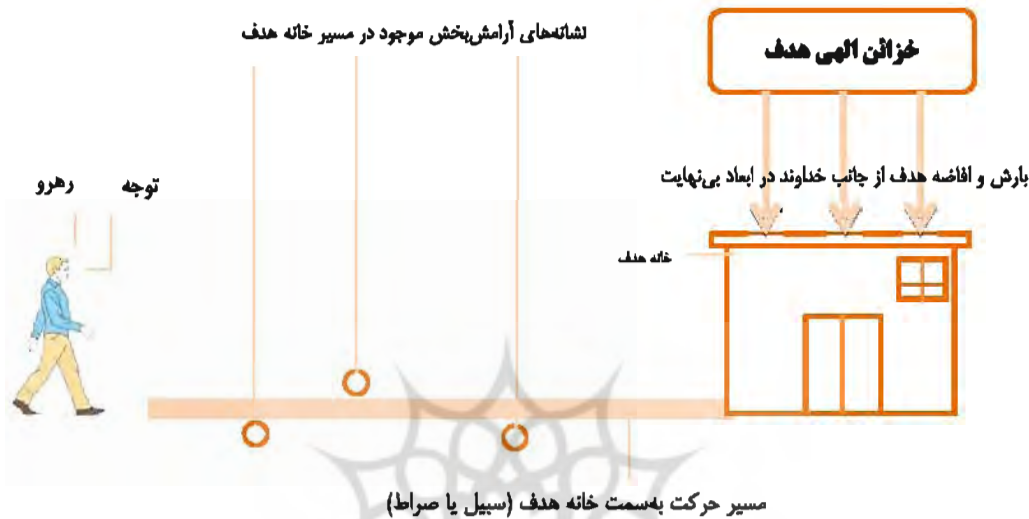 نشانه‌های آرامش‌بخش موجود در مسیر خانه هدف
خزائن الهی هدف
توجه
رهرو
بارش و افاضه هدف از جانب خداوند در ابعاد بی‌نهایت
خانه هدف
مسیر حرکت به‌سمت خانه هدف (سبیل یا صراط)